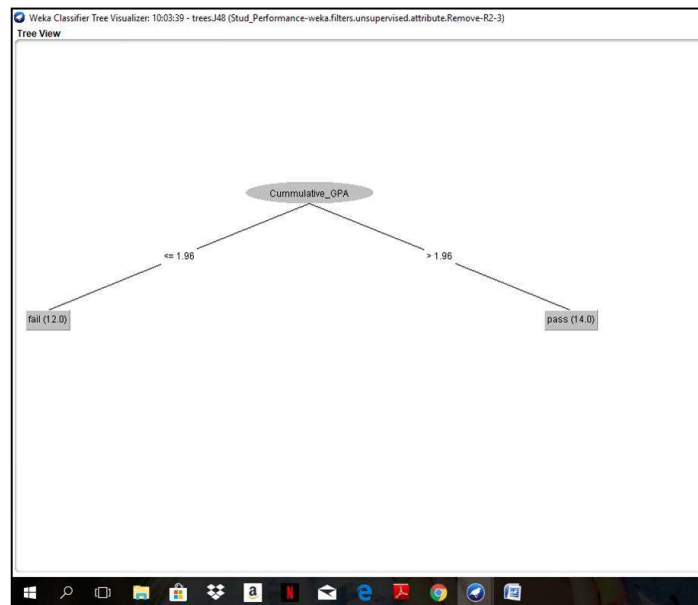 Weka Classifier Tree Visualizer: 10:03:39 - trees.J48 (Stud_Performance-weka.filters.unsupervised.attribute.Remove-R2-3)
Tree View
Cummulative_GPA
<= 1.96
> 1.96
fail (12.0)
pass (14.0)